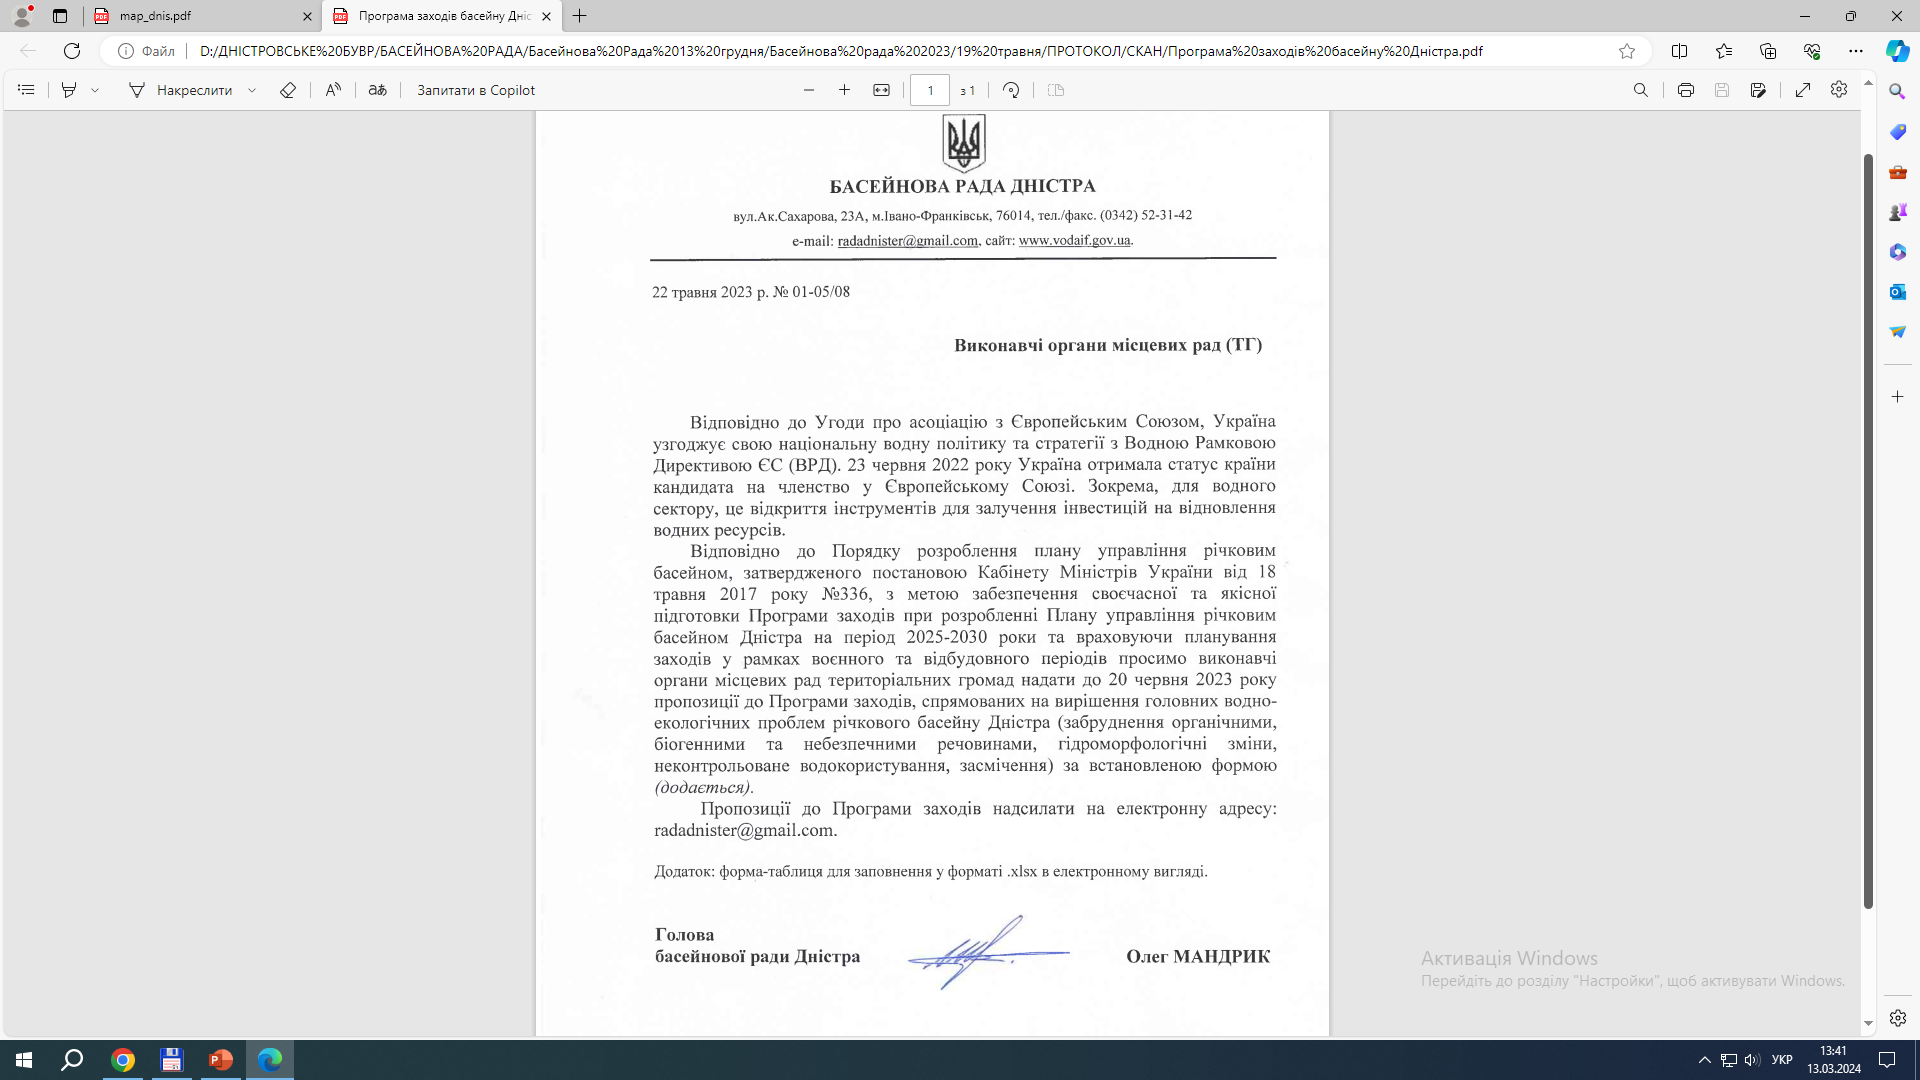 map_dnis.pdf
Програма заходів басейну Дніс
Файл
D:/ДНІСТРОВСЬКЕ%20БУВР/БАСЕЙНОВА%20РАДА/Басейнова%20Рада%2013%20грудня/Басейнова%20рада%202023/19%20травня/ПРОТОКОЛ/СКАН/Програма%20заходів%20басейну%20Дністра.pdf
Накреслити
Запитати в Copilot
1 з 1
БАСЕЙНОВА РАДА ДНІСТРА
вул.Ак.Сахарова, 23А, м.Івано-Франківськ, 76014, тел./факс. (0342) 52-31-42
e-mail: radadnister@gmail.com, сайт: www.vodaif.gov.ua.
22 травня 2023 р. № 01-05/08
Виконавчі органи місцевих рад (ТГ)
Відповідно до Угоди про асоціацію з Європейським Союзом, Україна
узгоджує свою національну водну політику та стратегії з Водною Рамковою
Директивою ЄС (ВРД). 23 червня 2022 року Україна отримала статус країни
кандидата на членство у Європейському Союзі. Зокрема, для водного
сектору, це відкриття інструментів для залучення інвестицій на відновлення
водних ресурсів.
Відповідно до Порядку розроблення плану управління річковим
басейном, затвердженого постановою Кабінету Міністрів України від 18
травня 2017 року №336, з метою забезпечення своєчасної та якісної
підготовки Програми заходів при розробленні Плану управління річковим
басейном Дністра на період 2025-2030 роки та враховуючи планування
заходів у рамках воєнного та відбудовного періодів просимо виконавчі
органи місцевих рад територіальних громад надати до 20 червня 2023 року
пропозиції до Програми заходів, спрямованих на вирішення головних водно-
екологічних проблем річкового басейну Дністра (забруднення органічними,
біогенними та небезпечними речовинами, гідроморфологічні зміни,
неконтрольоване водокористування, засмічення) за встановленою формою
(додається).
Пропозиції до Програми заходів надсилати на електронну адресу:
radadnister@gmail.com.
Додаток: форма-таблиця для заповнення у форматі .xlsx в електронному вигляді.
Голова
басейнової ради Дністра
Олег МАНДРИК
Активація Windows
Перейдіть до розділу "Настройки", щоб активувати Windows.
УКР
13:41
13.03.2024